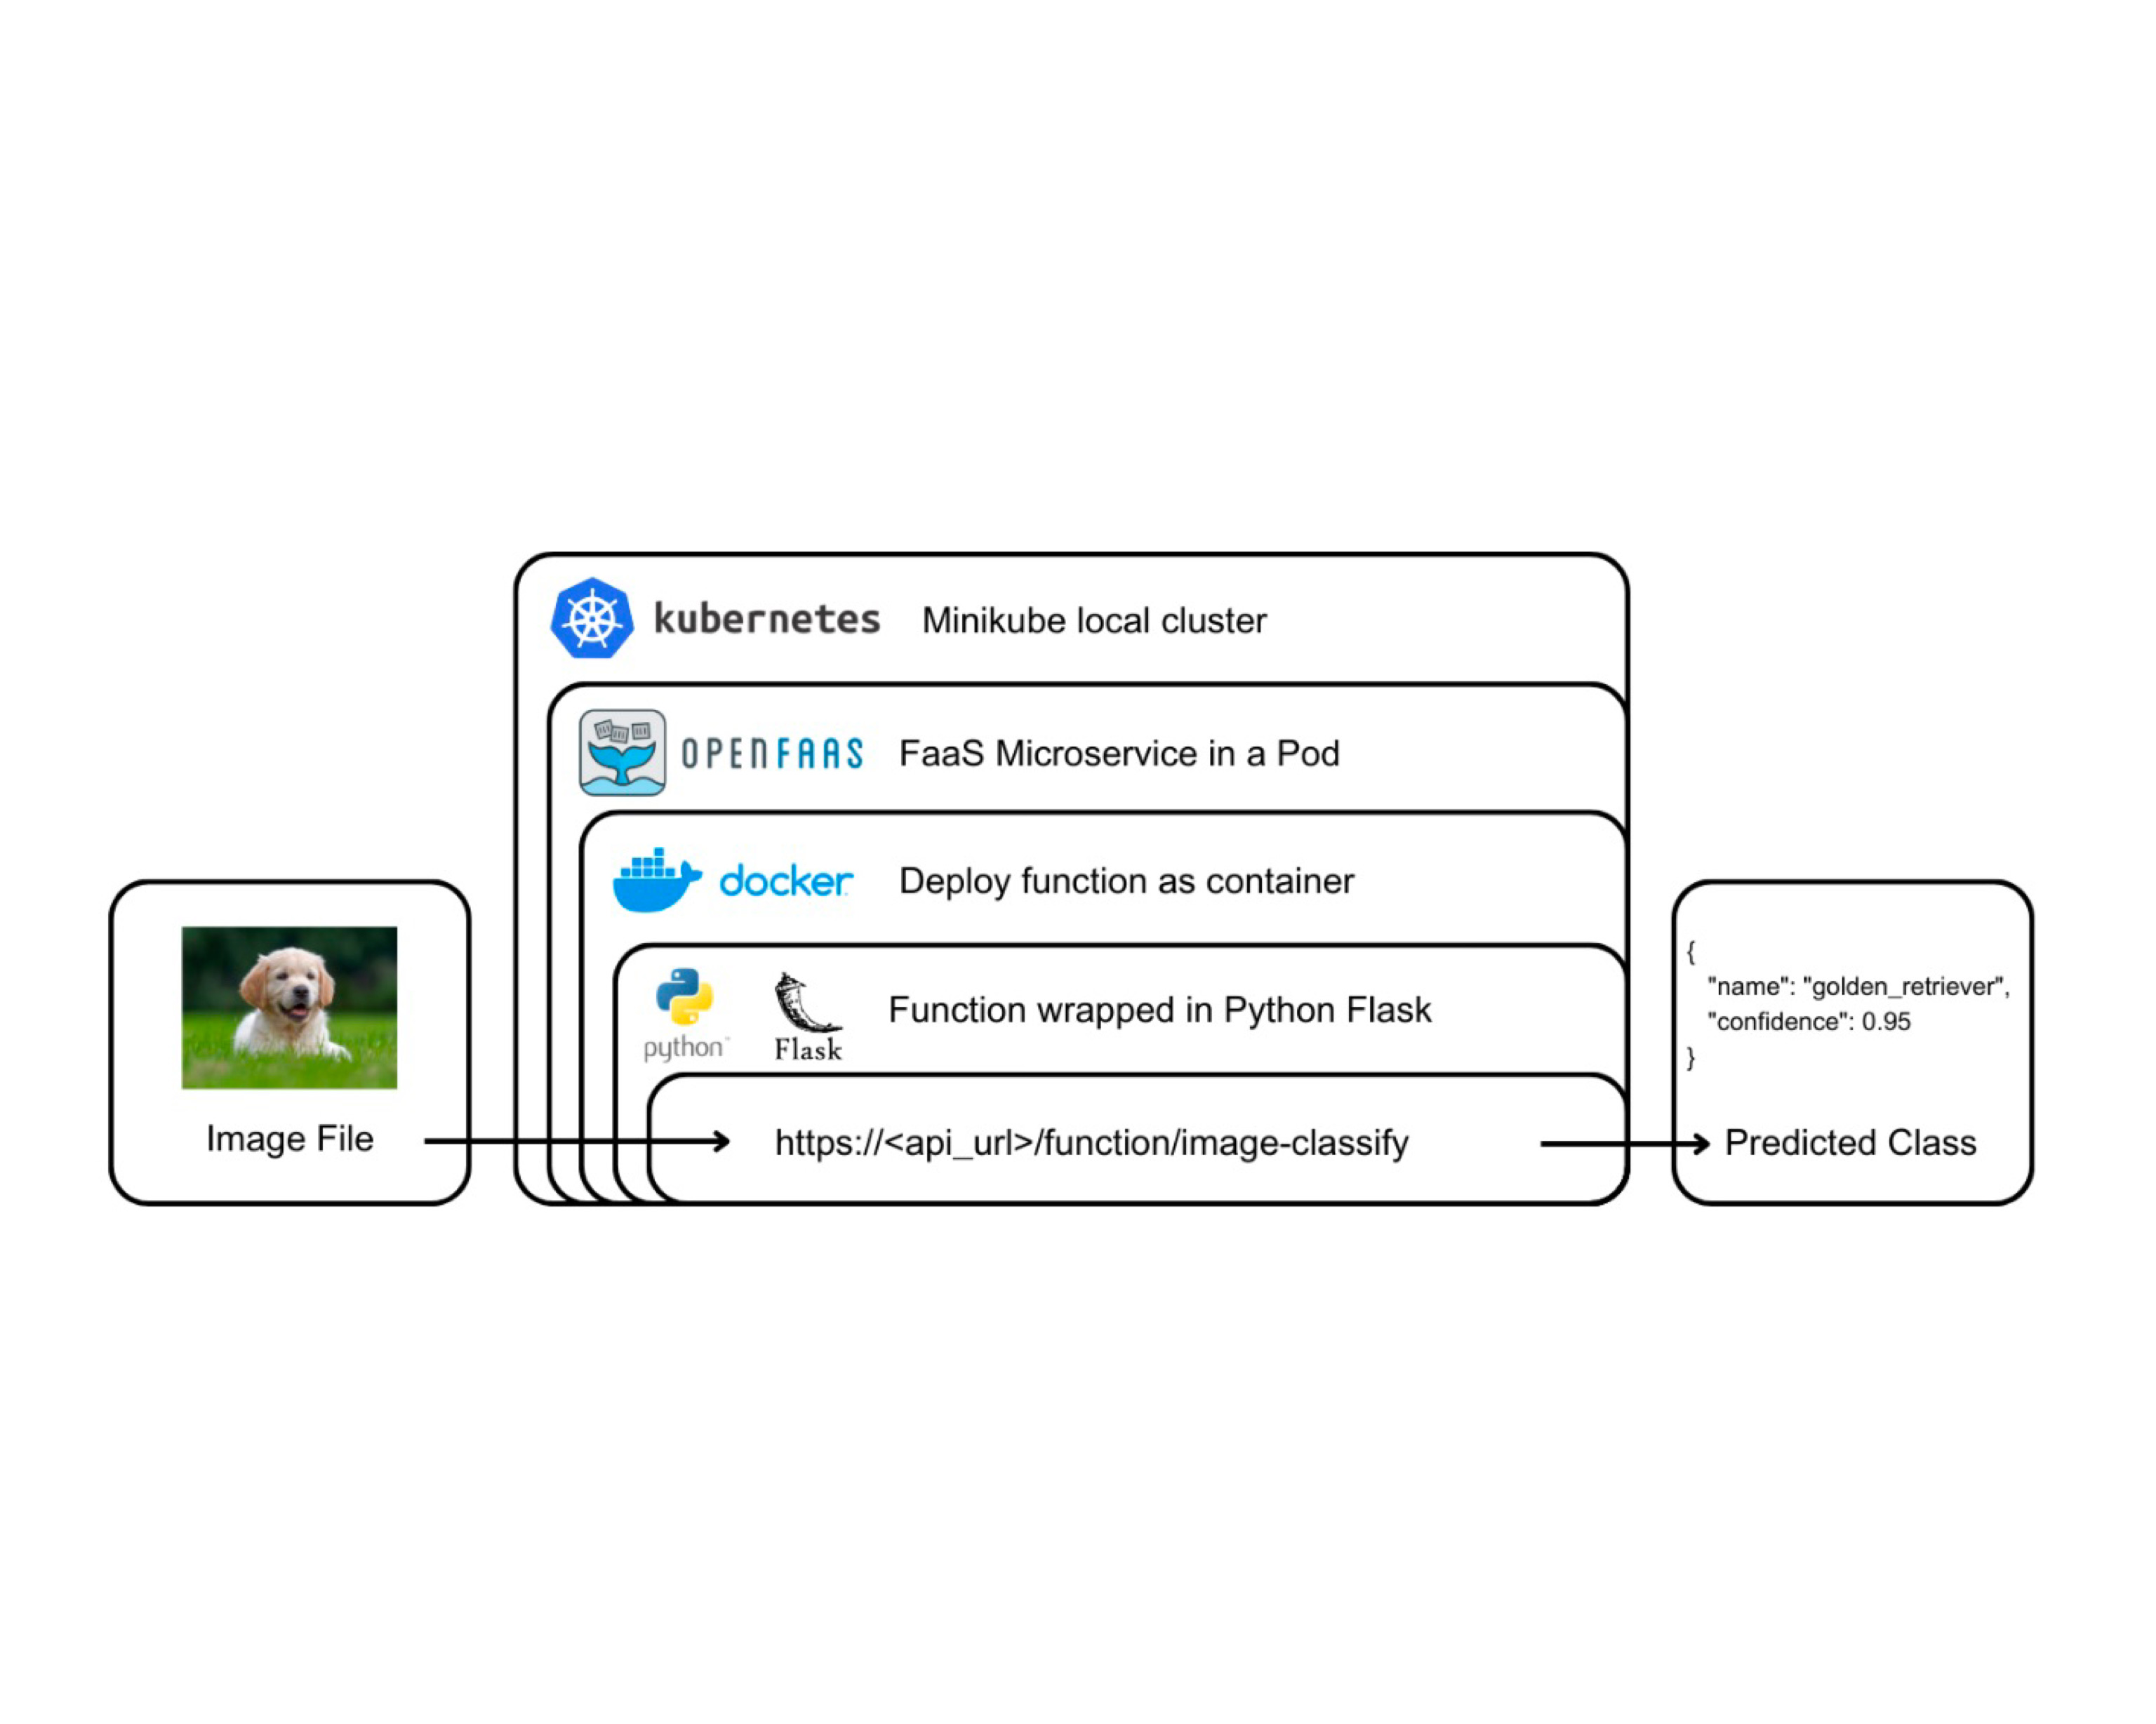 kubernetes Minikube local cluster
OPENFAAS FaaS Microservice in a Pod
docker Deploy function as container
python Flask Function wrapped in Python Flask
Image File
https://<api_url>/function/image-classify
{
"name": "golden_retriever",
"confidence": 0.95
}
Predicted Class